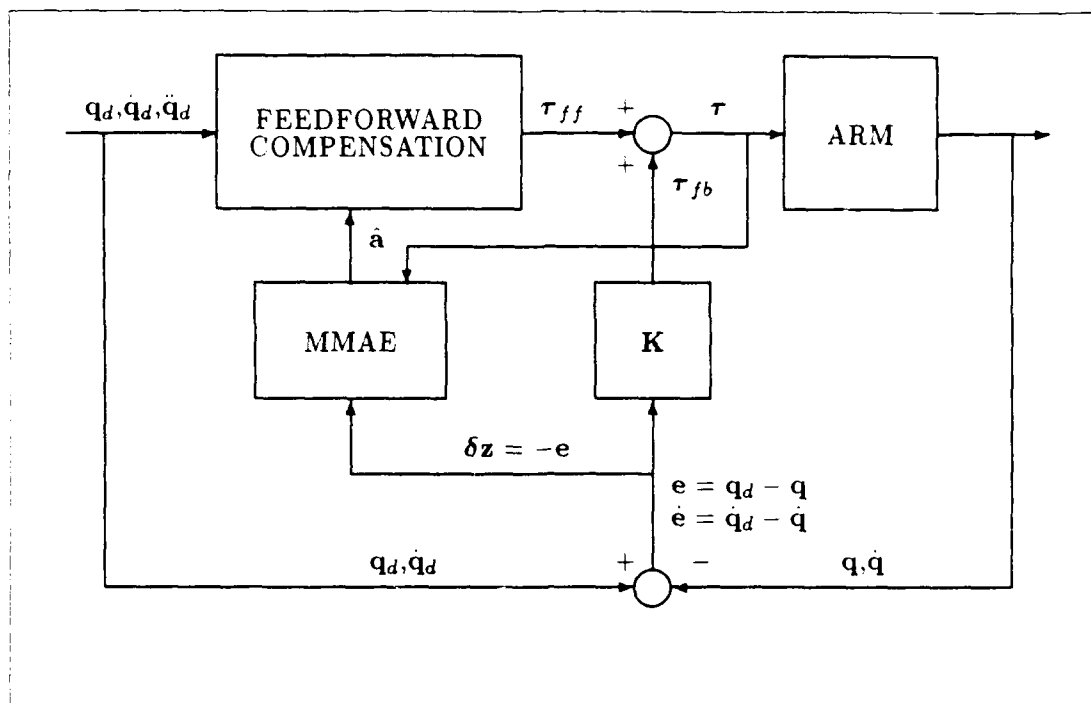 q_d, q̇_d, q̈_d
FEEDFORWARD
COMPENSATION
τ_ff
+
+
τ
ARM
τ_fb
â
MMAE
K
δz = −e
e = q_d − q
ė = q̇_d − q̇
q_d, q̇_d
+
−
q, q̇